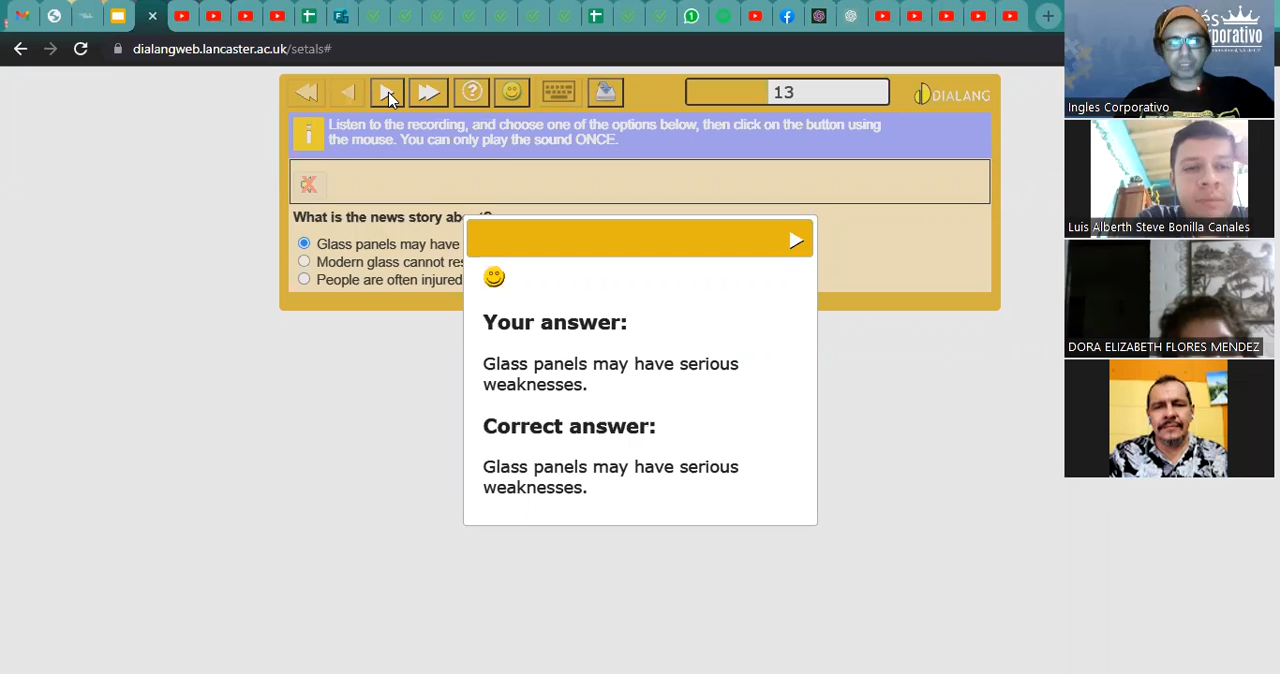 dialangweb.lancaster.ac.uk/setals#
13
DIALANG
Listen to the recording, and choose one of the options below, then click on the button using
the mouse. You can only play the sound ONCE.
What is the news story about?
Glass panels may have
Modern glass cannot res
People are often injured
Your answer:
Glass panels may have serious
weaknesses.
Correct answer:
Glass panels may have serious
weaknesses.
Ingles Corporativo
Luis Alberth Steve Bonilla Canales
DORA ELIZABETH FLORES MENDEZ